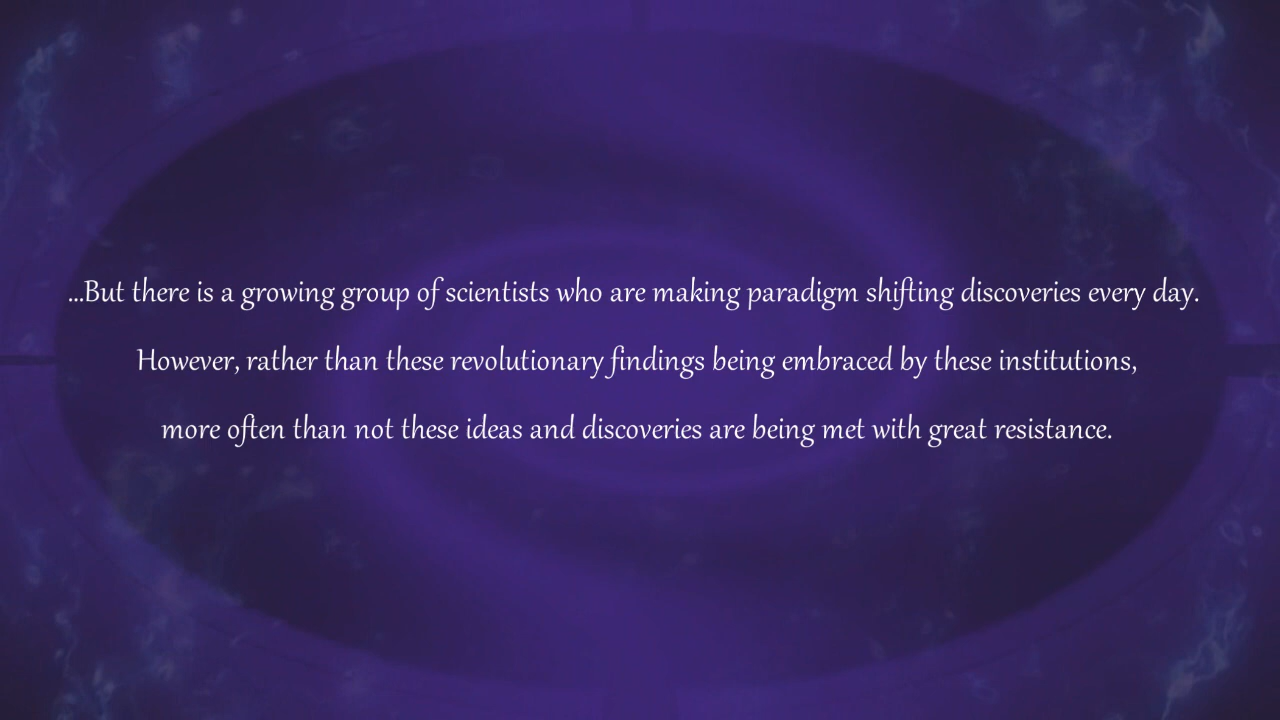 ...But there is a growing group of scientists who are making paradigm shifting discoveries every day.
However, rather than these revolutionary findings being embraced by these institutions,
more often than not these ideas and discoveries are being met with great resistance.